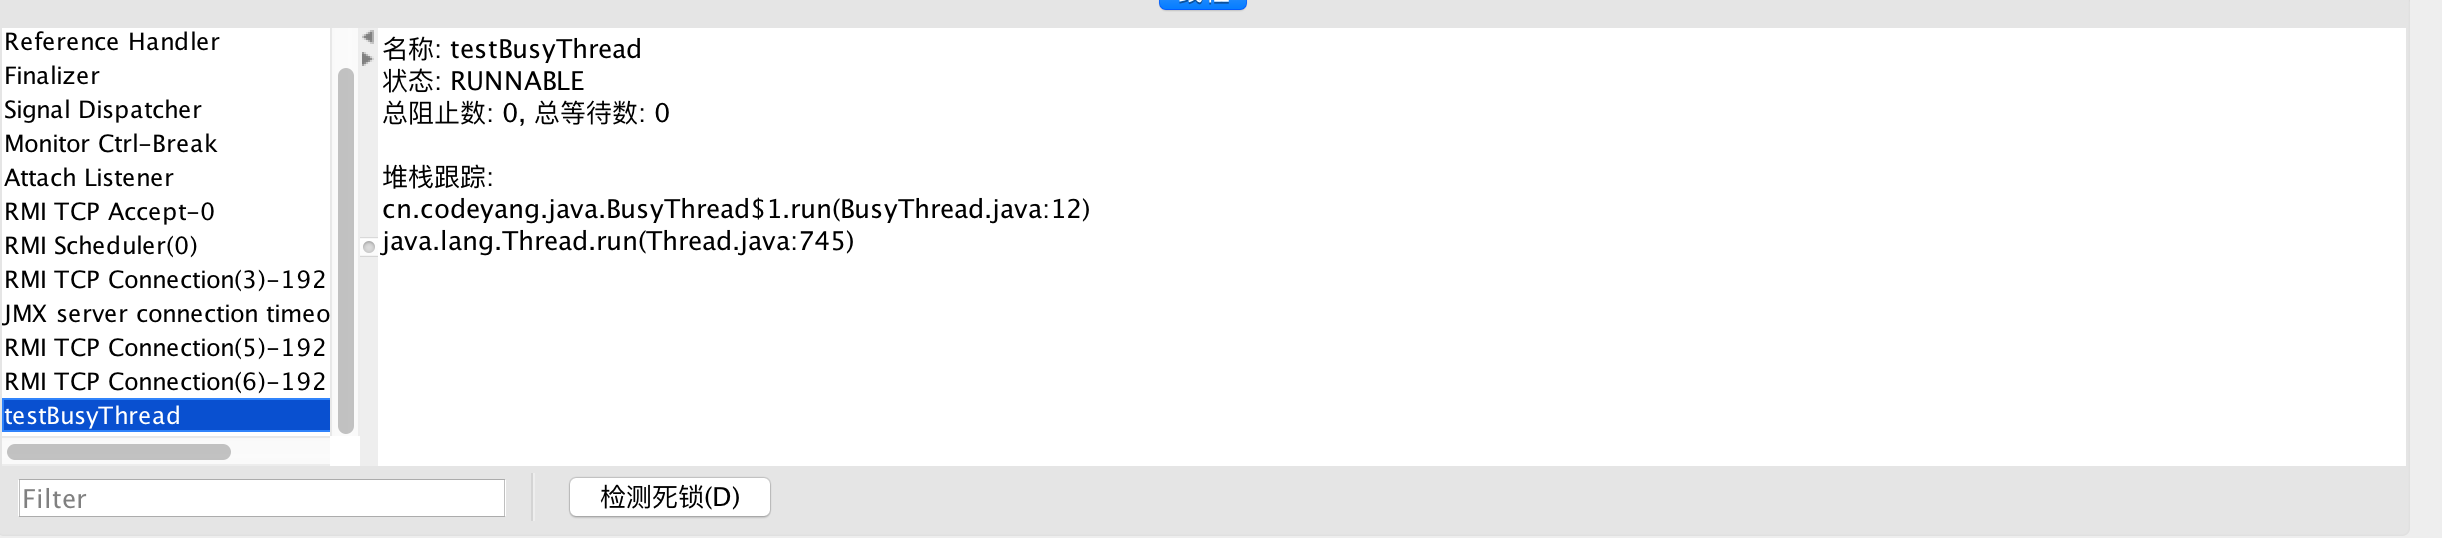 Reference Handler
Finalizer
Signal Dispatcher
Monitor Ctrl-Break
Attach Listener
RMI TCP Accept-0
RMI Scheduler(0)
RMI TCP Connection(3)-192
JMX server connection timeo
RMI TCP Connection(5)-192
RMI TCP Connection(6)-192
testBusyThread
名称: testBusyThread
状态: RUNNABLE
总阻止数: 0, 总等待数: 0
堆栈跟踪:
cn.codeyang.java.BusyThread$1.run(BusyThread.java:12)
java.lang.Thread.run(Thread.java:745)
Filter
检测死锁(D)